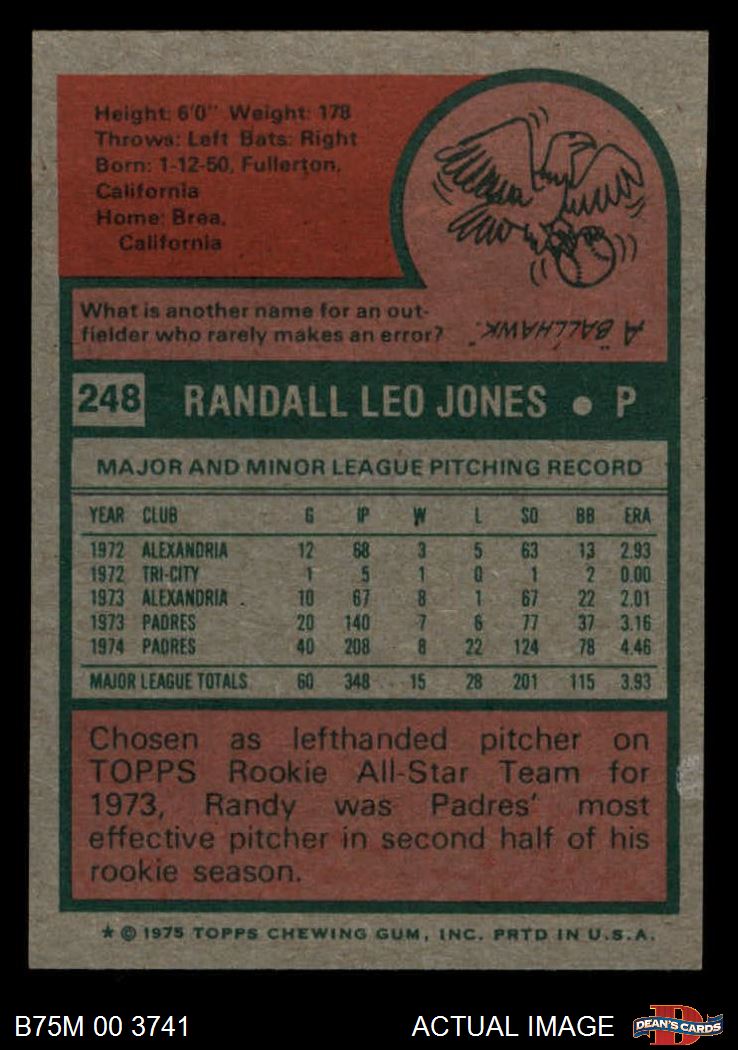 Height: 6'0" Weight: 178
Throws: Left Bats: Right
Born: 1-12-50, Fullerton,
California
Home: Brea,
California
What is another name for an out-
fielder who rarely makes an error?
A "BALLHAWK."
248 RANDALL LEO JONES • P
MAJOR AND MINOR LEAGUE PITCHING RECORD
YEAR CLUB G IP W L SO BB ERA
1972 ALEXANDRIA 12 68 3 5 63 13 2.93
1972 TRI-CITY 1 5 1 0 1 2 0.00
1973 ALEXANDRIA 10 67 8 1 67 22 2.01
1973 PADRES 20 140 7 6 77 37 3.16
1974 PADRES 40 208 8 22 124 78 4.46
MAJOR LEAGUE TOTALS 60 348 15 28 201 115 3.93
Chosen as lefthanded pitcher on
TOPPS Rookie All-Star Team for
1973, Randy was Padres' most
effective pitcher in second half of his
rookie season.
★ © 1975 TOPPS CHEWING GUM, INC. PRTD IN U.S.A.
B75M 00 3741 ACTUAL IMAGE
D
DEAN'S CARDS